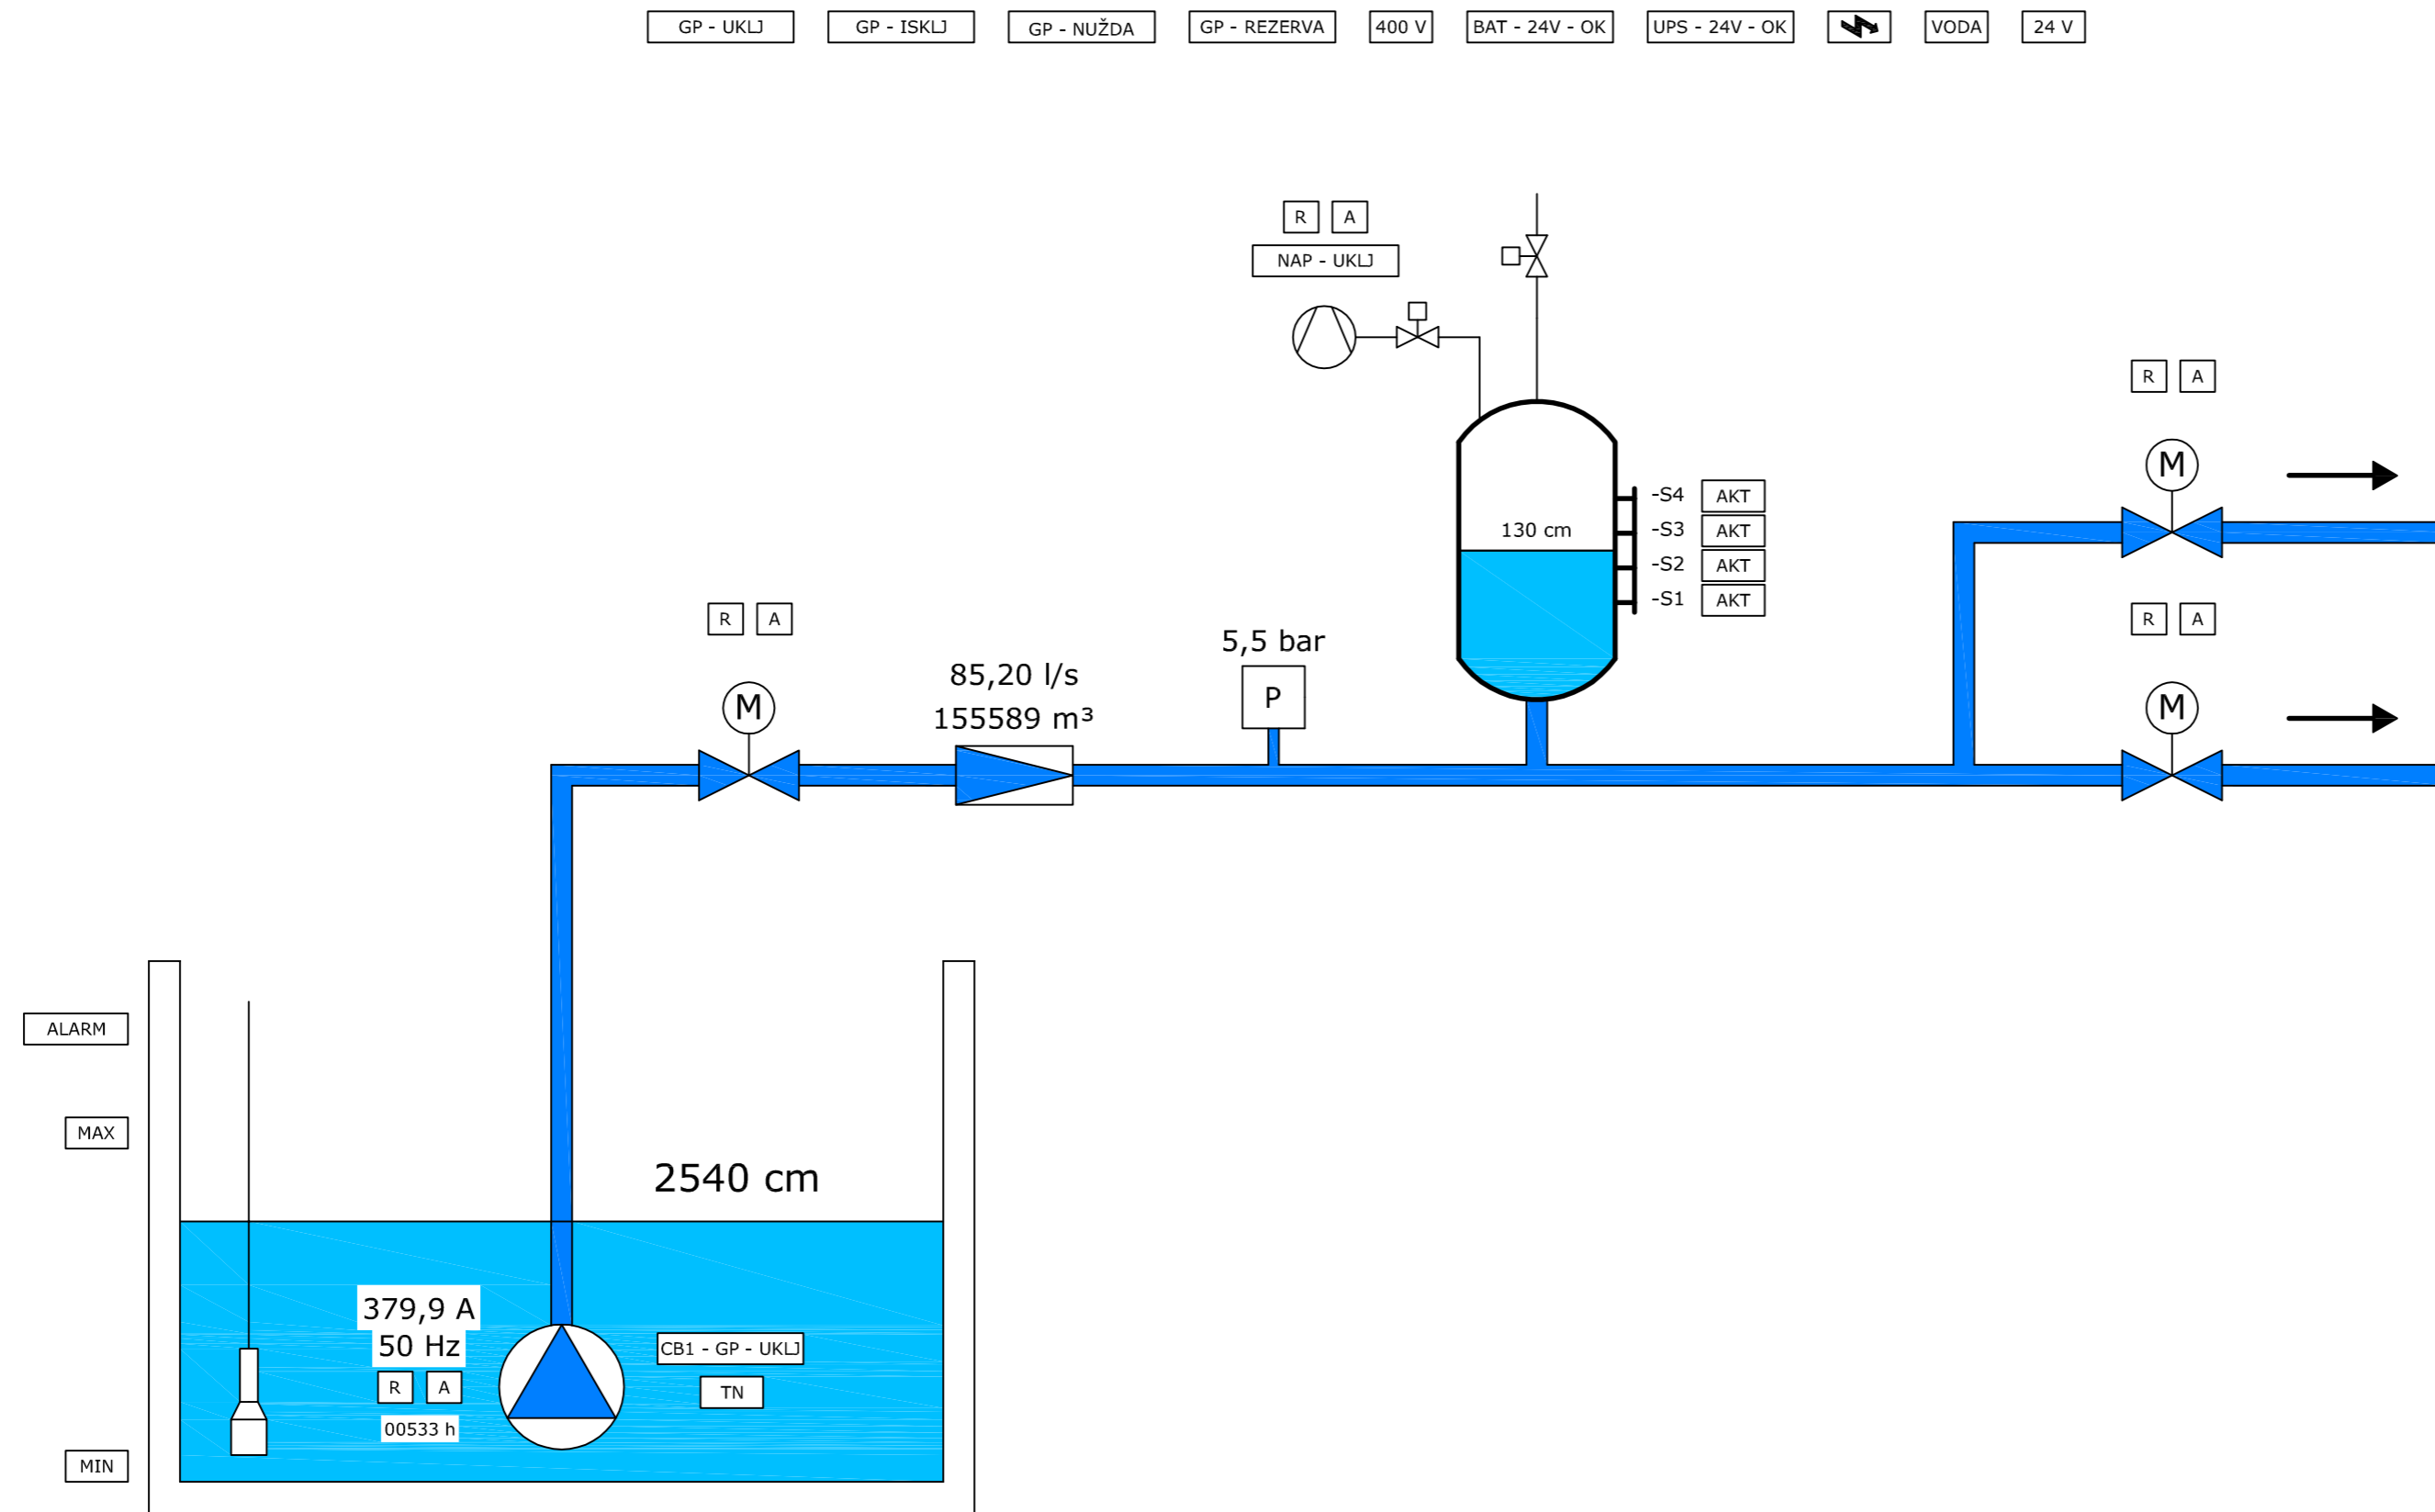 GP - UKLJ
GP - ISKLJ
GP - NUŽDA
GP - REZERVA
400 V
BAT - 24V - OK
UPS - 24V - OK
VODA
24 V
R A
NAP - UKLJ
R A
M
-S4 AKT
130 cm
-S3 AKT
-S2 AKT
-S1 AKT
R A
R A
5,5 bar
85,20 l/s
155589 m³
P
M
M
ALARM
MAX
2540 cm
379,9 A
50 Hz
CB1 - GP - UKLJ
R A
TN
00533 h
MIN